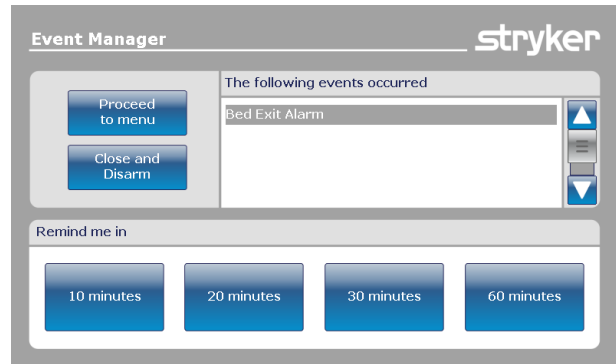 Event Manager
stryker
The following events occurred
Proceed
to menu
Bed Exit Alarm
Close and
Disarm
Remind me in
10 minutes
20 minutes
30 minutes
60 minutes